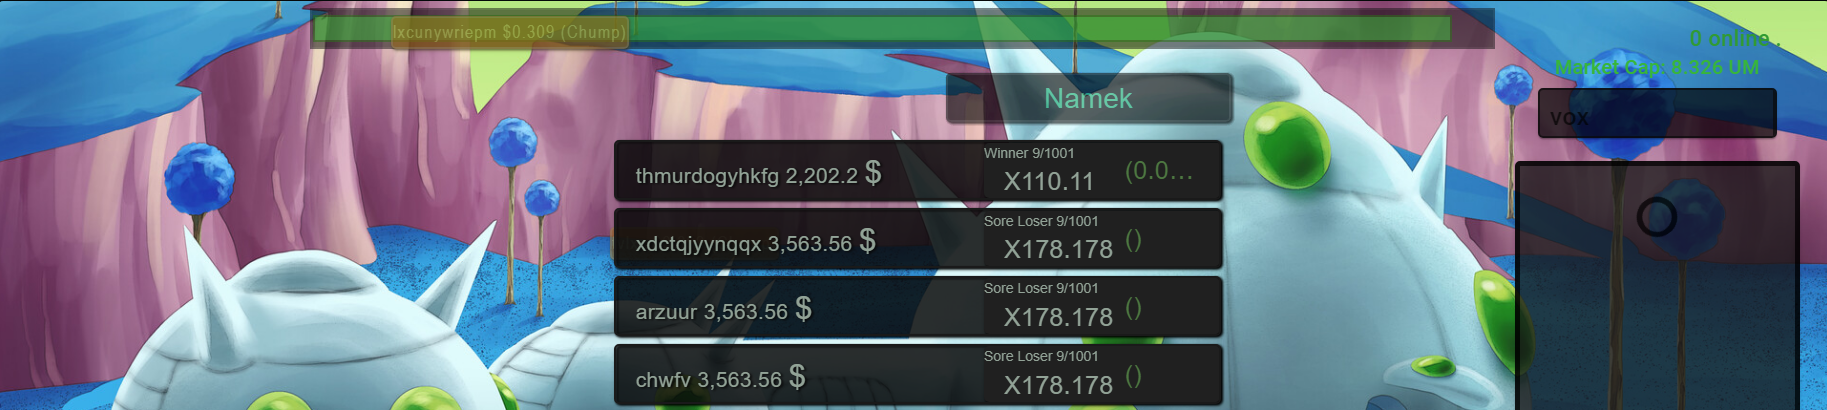 lxcunywriepm $0.309 (Chump)
0 online .
Market Cap: 8.326 UM
Namek
VOX
Winner 9/1001
thmurdogyhkfg 2,202.2 $ X110.11 (0.0...
Sore Loser 9/1001
xdctqjyynqqx 3,563.56 $ X178.178 ()
Sore Loser 9/1001
arzuur 3,563.56 $ X178.178 ()
Sore Loser 9/1001
chwfv 3,563.56 $ X178.178 ()